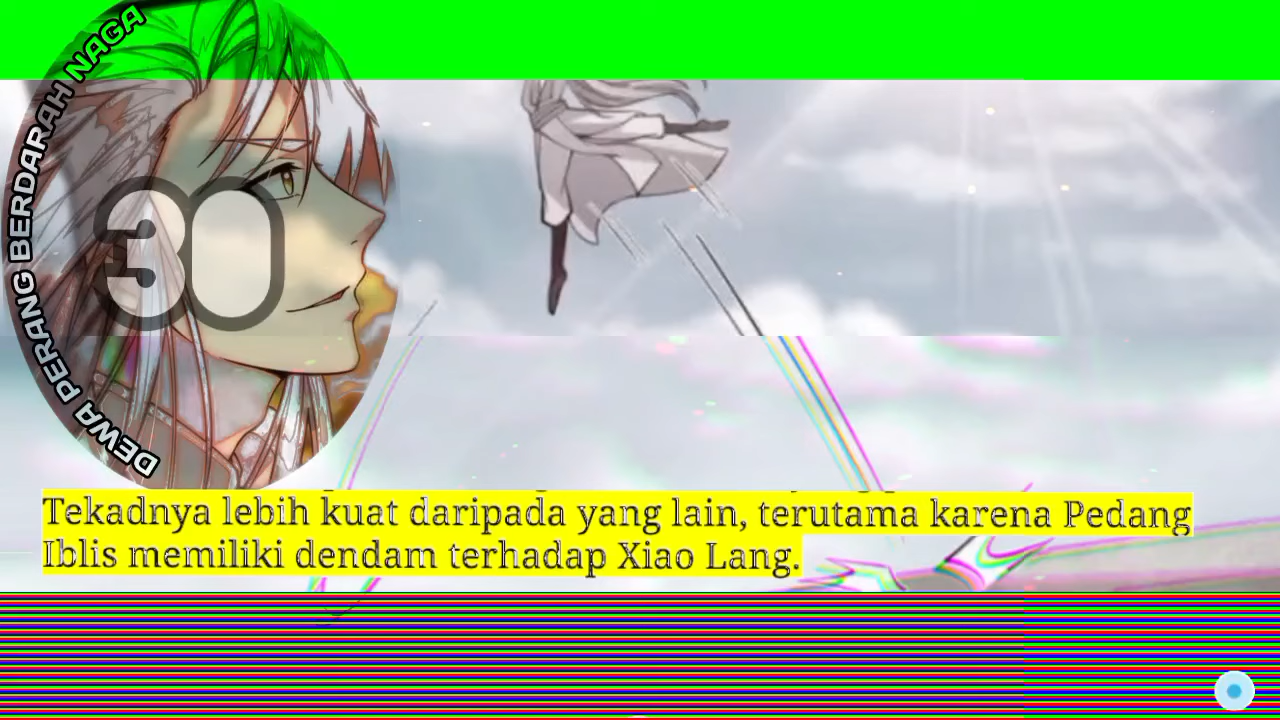 DEWA PERANG BERDARAH NAGA
30
Tekadnya lebih kuat daripada yang lain, terutama karena Pedang
Iblis memiliki dendam terhadap Xiao Lang.